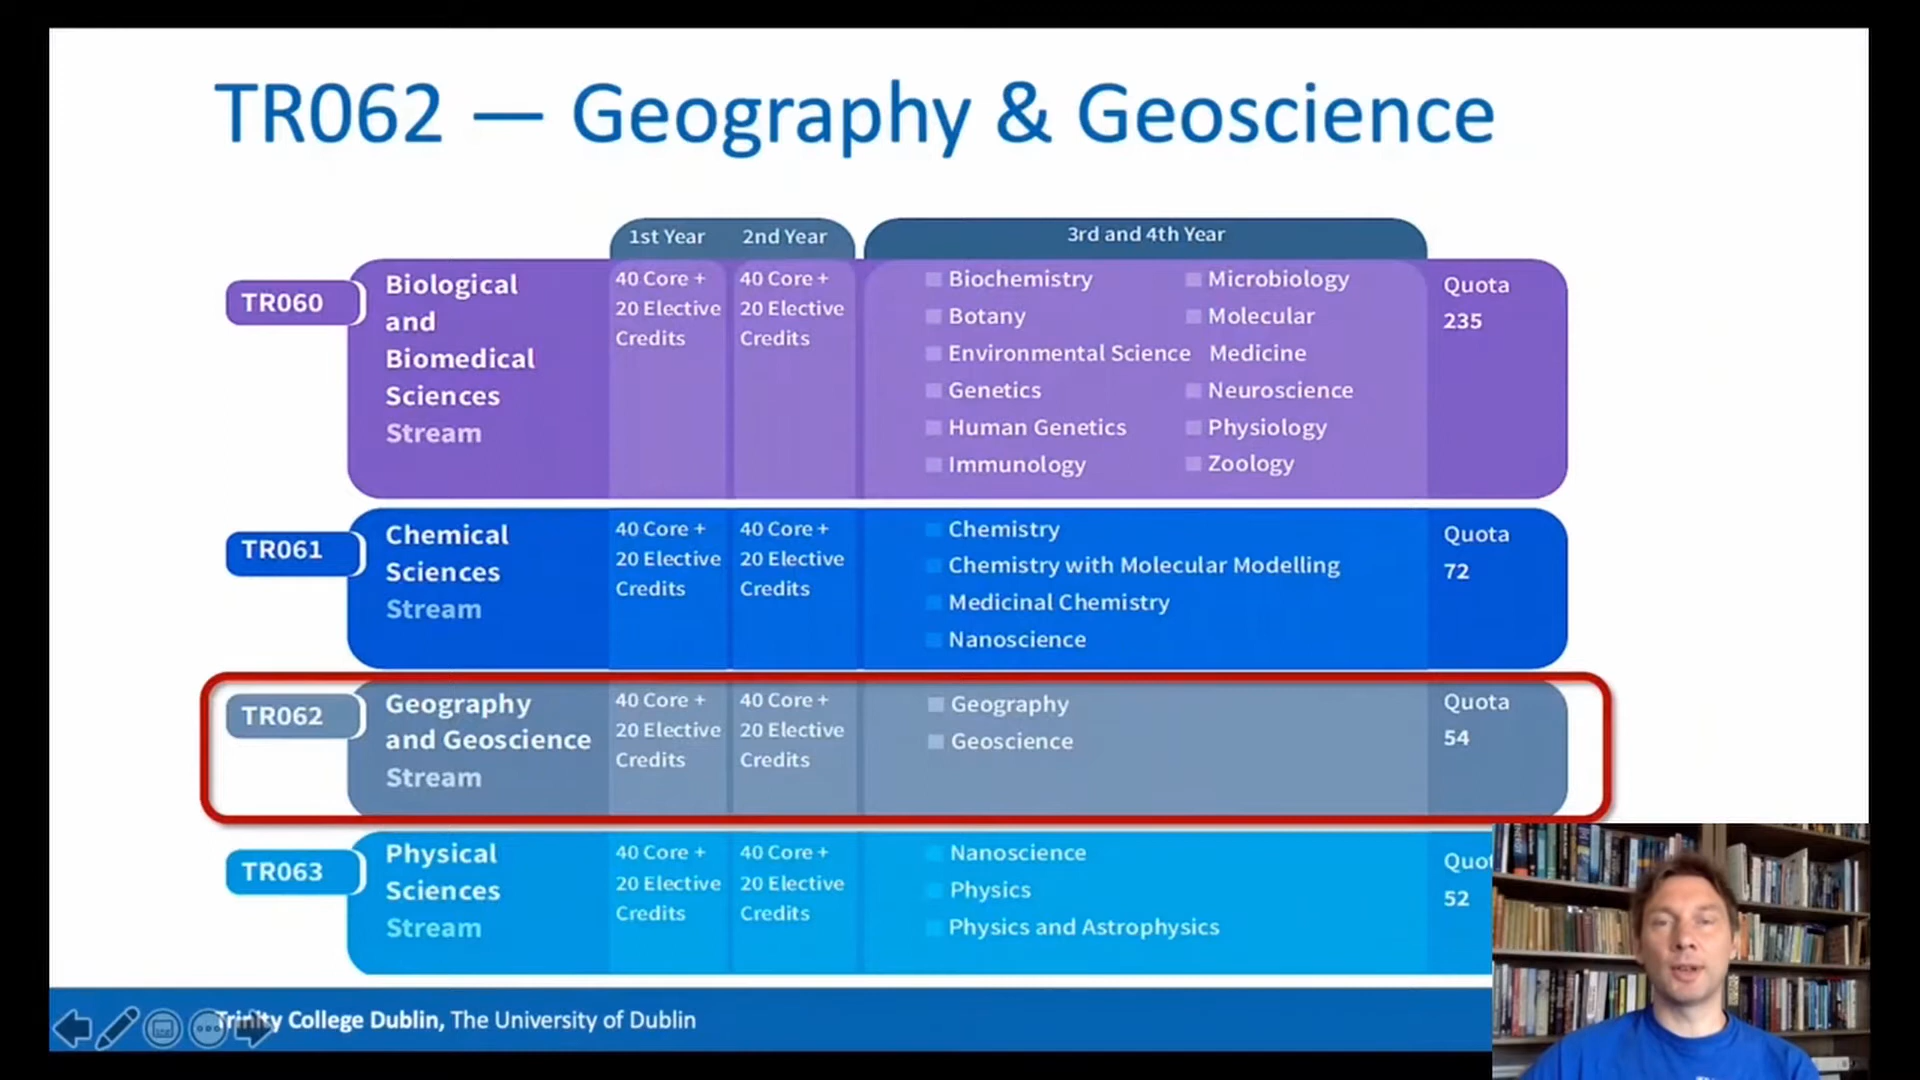 TR062 — Geography & Geoscience
1st Year
2nd Year
3rd and 4th Year
TR060
Biological
and
Biomedical
Sciences
Stream
40 Core +
20 Elective
Credits
40 Core +
20 Elective
Credits
Biochemistry
Botany
Environmental Science
Genetics
Human Genetics
Immunology
Microbiology
Molecular
Medicine
Neuroscience
Physiology
Zoology
Quota
235
TR061
Chemical
Sciences
Stream
40 Core +
20 Elective
Credits
40 Core +
20 Elective
Credits
Chemistry
Chemistry with Molecular Modelling
Medicinal Chemistry
Nanoscience
Quota
72
TR062
Geography
and Geoscience
Stream
40 Core +
20 Elective
Credits
40 Core +
20 Elective
Credits
Geography
Geoscience
Quota
54
TR063
Physical
Sciences
Stream
40 Core +
20 Elective
Credits
40 Core +
20 Elective
Credits
Nanoscience
Physics
Physics and Astrophysics
Quot
52
Trinity College Dublin, The University of Dublin